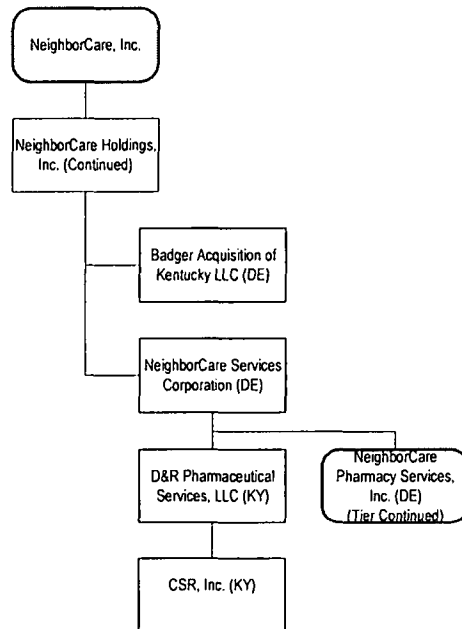 NeighborCare, Inc.
NeighborCare Holdings,
Inc. (Continued)
Badger Acquisition of
Kentucky LLC (DE)
NeighborCare Services
Corporation (DE)
D&R Pharmaceutical
Services, LLC (KY)
NeighborCare
Pharmacy Services,
Inc. (DE)
(Tier Continued)
CSR, Inc. (KY)